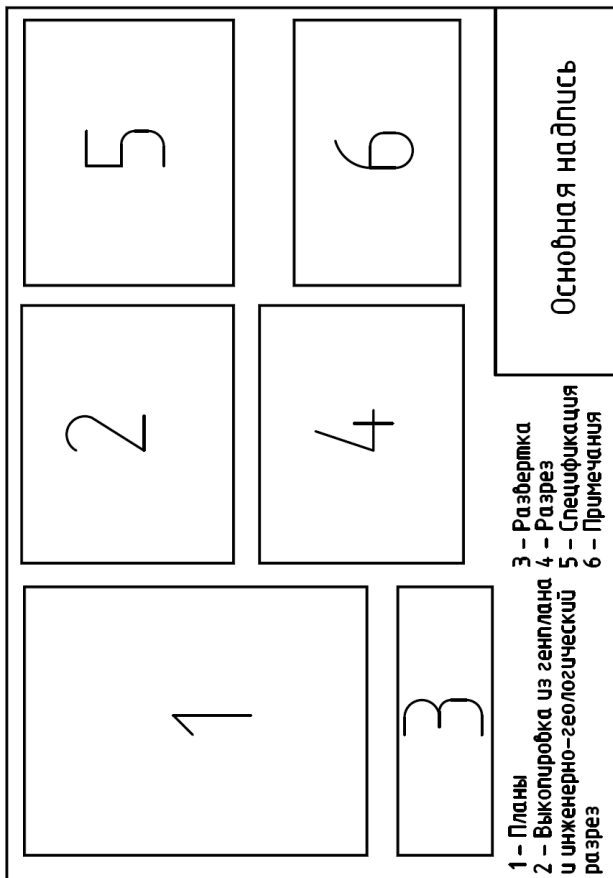 1
2
5
3
4
6
1 – Планы
2 – Выкопировка из генплана
и инженерно-геологический
разрез
3 – Развертка
4 – Разрез
5 – Спецификация
6 – Примечания
Основная надпись